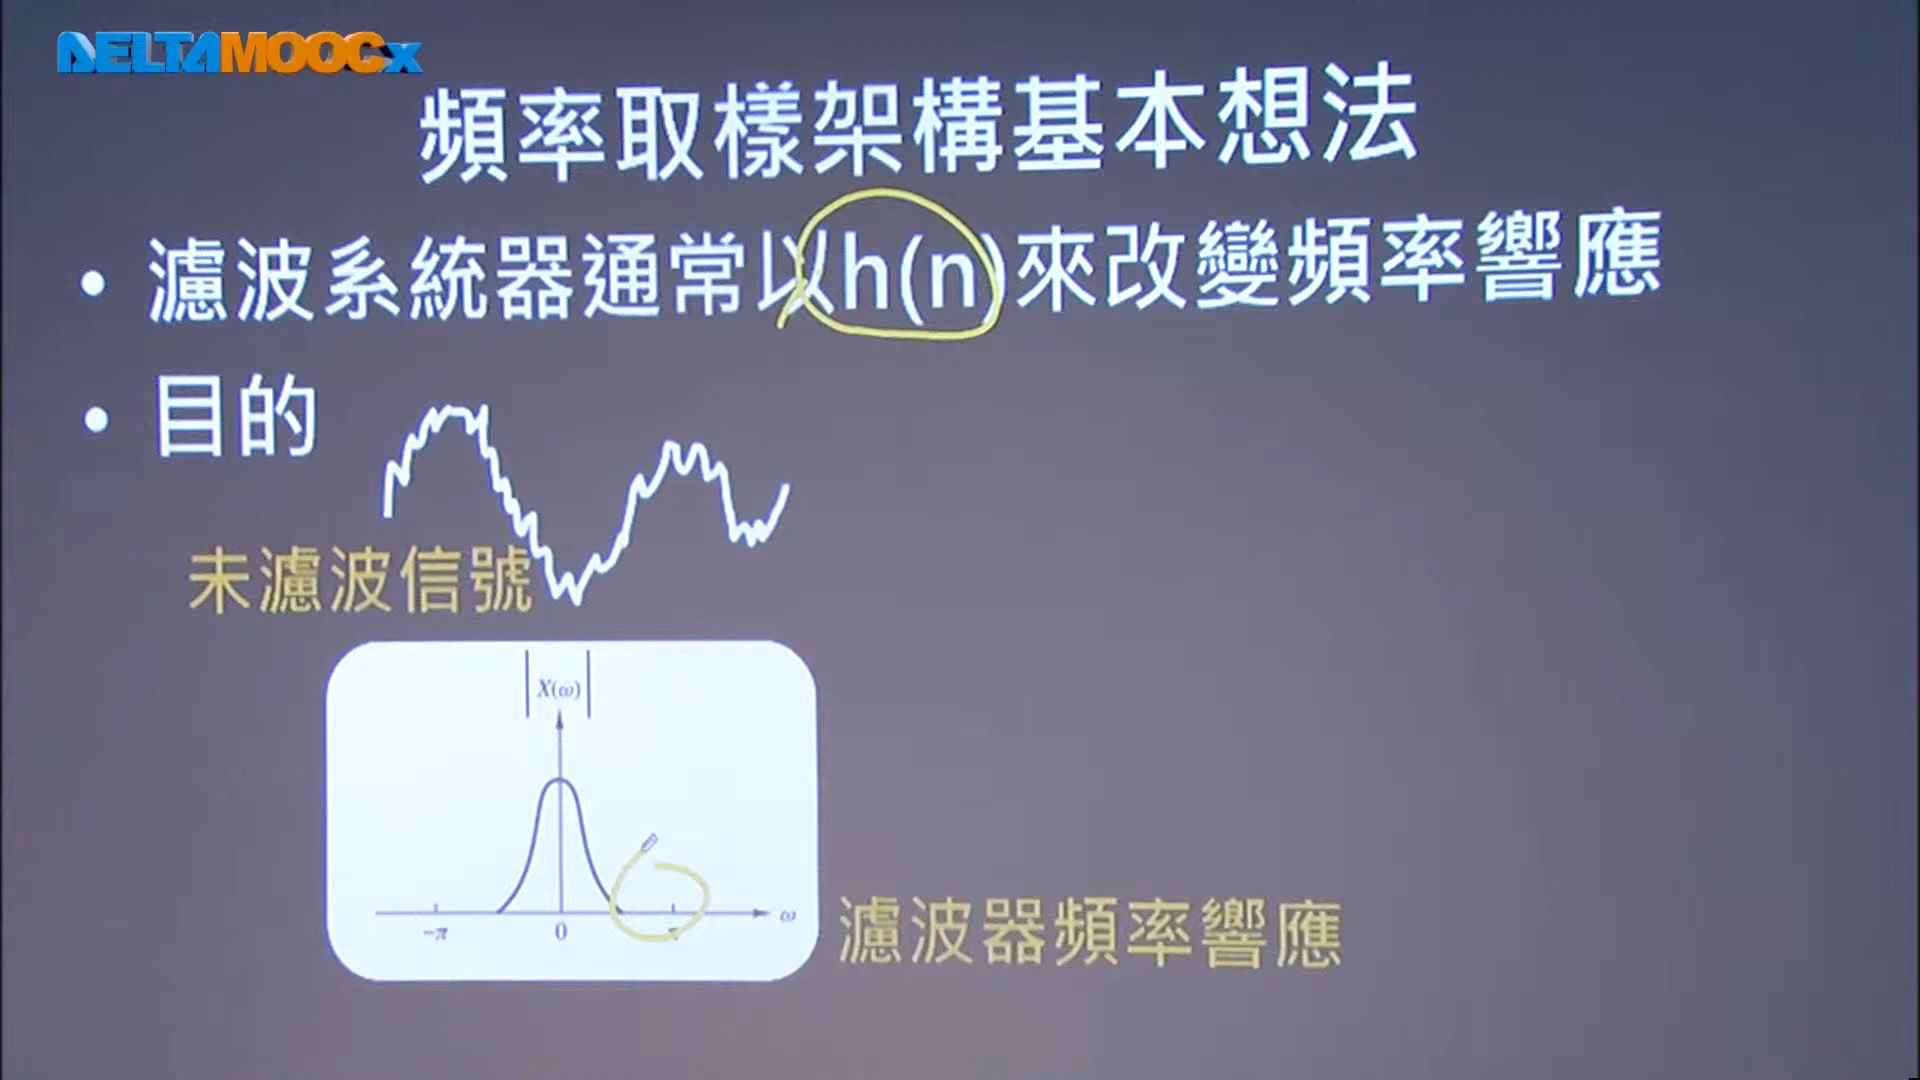 DELTAMOOCx
頻率取樣架構基本想法
• 濾波系統器通常以h(n)來改變頻率響應
• 目的
未濾波信號
|X(ω)|
-π 0 π ω
濾波器頻率響應